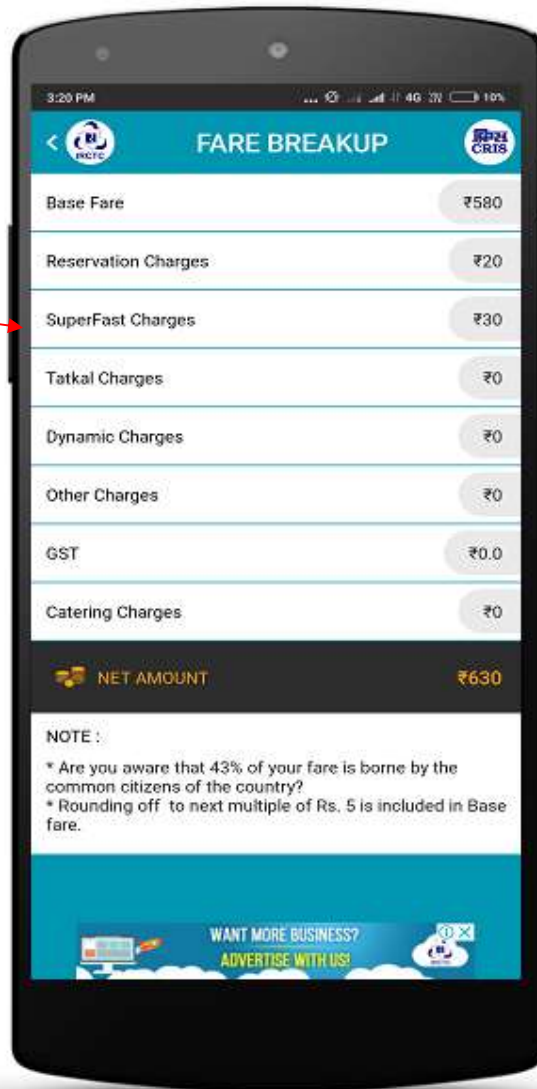 3:20 PM
... 4G 10%
IRCTC
FARE BREAKUP
क्रिस
CRIS
Base Fare
₹580
Reservation Charges
₹20
SuperFast Charges
₹30
Tatkal Charges
₹0
Dynamic Charges
₹0
Other Charges
₹0
GST
₹0.0
Catering Charges
₹0
NET AMOUNT
₹630
NOTE :
* Are you aware that 43% of your fare is borne by the
common citizens of the country?
* Rounding off to next multiple of Rs. 5 is included in Base
fare.
WANT MORE BUSINESS?
ADVERTISE WITH US!
IRCTC